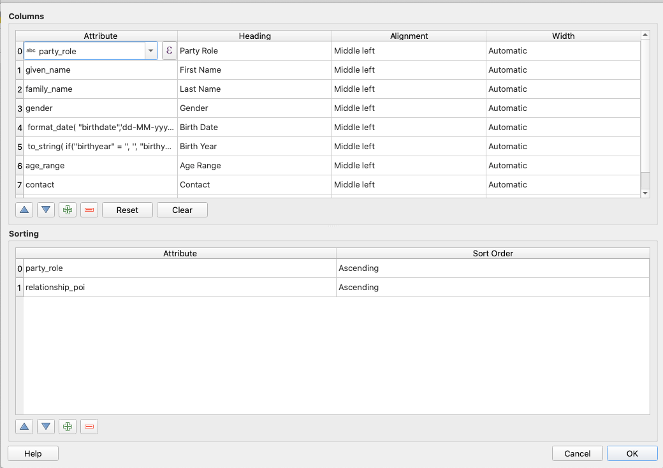 Columns
Attribute Heading Alignment Width
0 abc party_role ε Party Role Middle left Automatic
1 given_name First Name Middle left Automatic
2 family_name Last Name Middle left Automatic
3 gender Gender Middle left Automatic
4 format_date( "birthdate",'dd-MM-yyy... Birth Date Middle left Automatic
5 to_string( if("birthyear" = '', '', "birthy... Birth Year Middle left Automatic
6 age_range Age Range Middle left Automatic
7 contact Contact Middle left Automatic
Reset Clear
Sorting
Attribute Sort Order
0 party_role Ascending
1 relationship_poi Ascending
Help Cancel OK